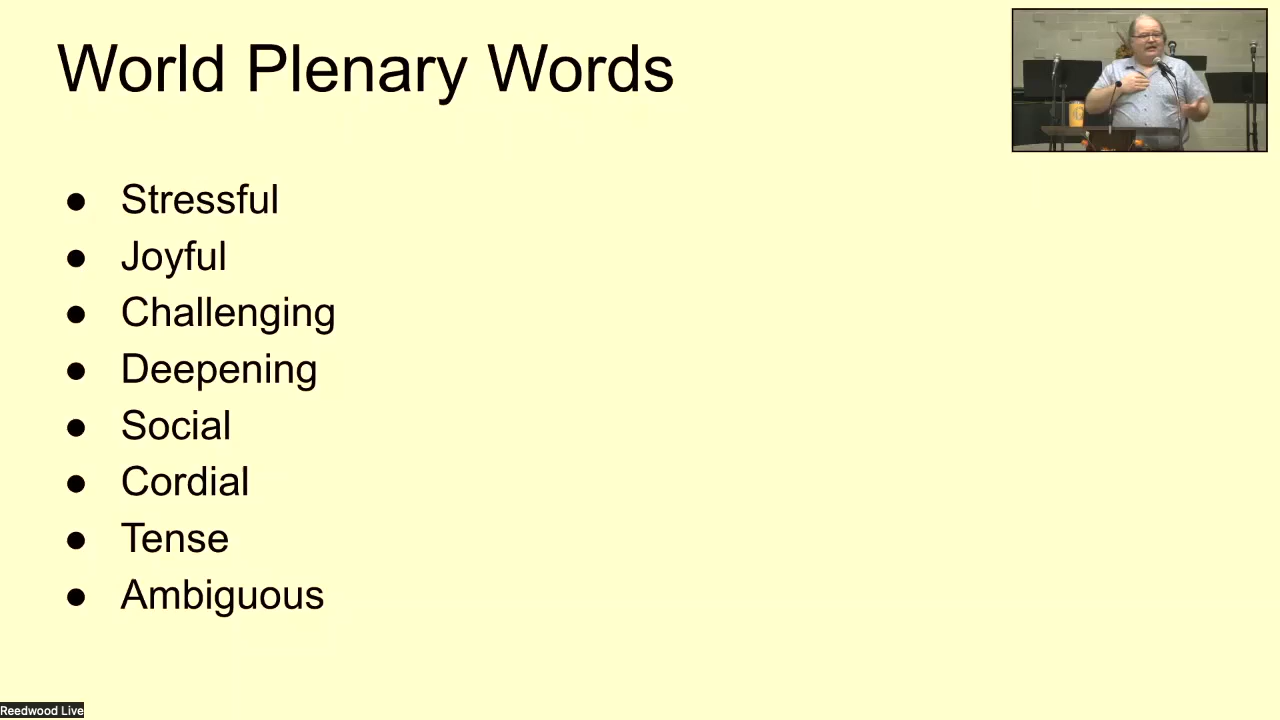 World Plenary Words
● Stressful
● Joyful
● Challenging
● Deepening
● Social
● Cordial
● Tense
● Ambiguous
Reedwood Live